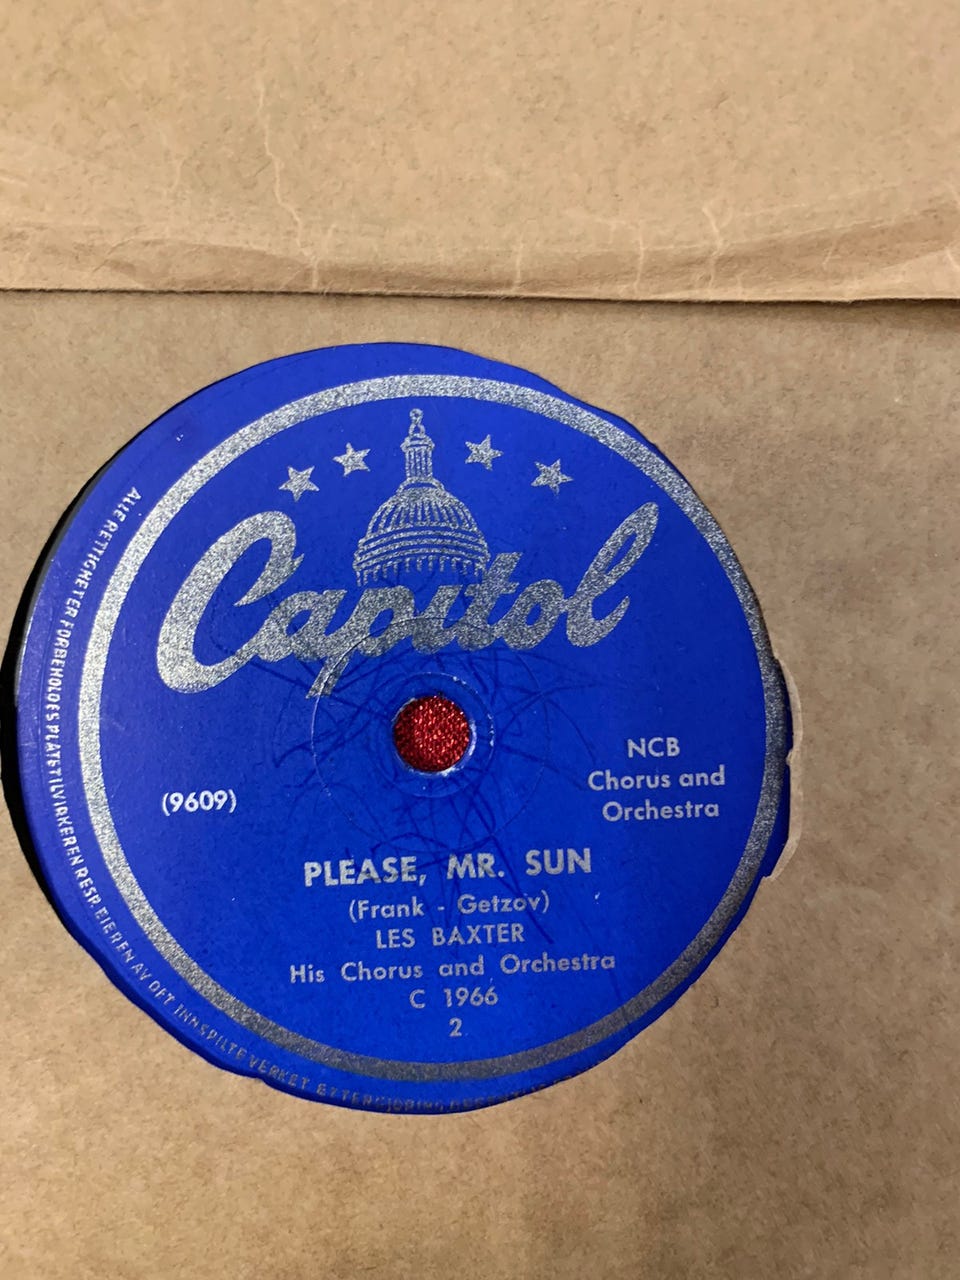 Capitol
NCB
Chorus and
Orchestra
(9609)
PLEASE, MR. SUN
(Frank - Getzov)
LES BAXTER
His Chorus and Orchestra
C 1966
2
ALLE RETTIGHETER FORBEHOLDES PLATETILVIRKEREN RESP. EIEREN AV DET INNSPILTE VERKET